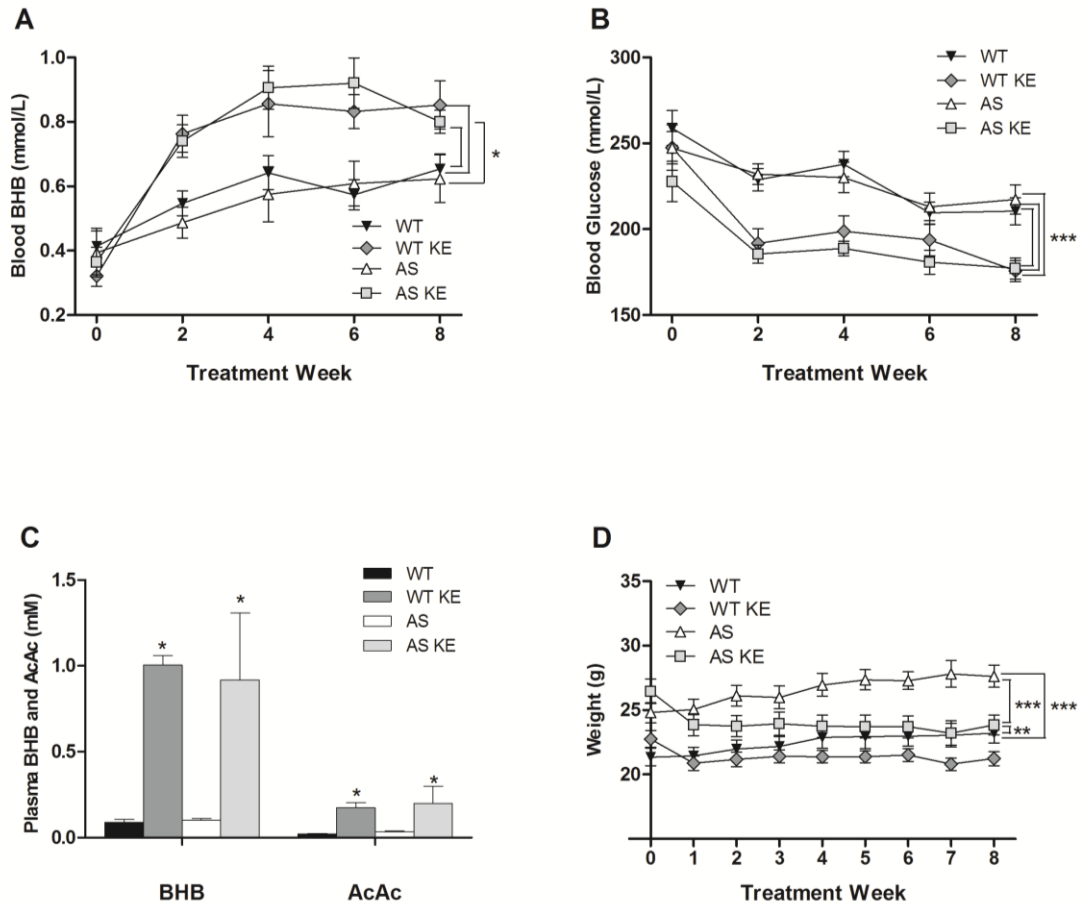 A
Blood BHB (mmol/L)
1.0
0.8
0.6
0.4
0.2
0 2 4 6 8
Treatment Week
WT
WT KE
AS
AS KE
*
B
Blood Glucose (mmol/L)
300
250
200
150
0 2 4 6 8
Treatment Week
WT
WT KE
AS
AS KE
***
C
Plasma BHB and AcAc (mM)
1.5
1.0
0.5
0.0
* * * *
BHB AcAc
WT
WT KE
AS
AS KE
D
Weight (g)
35
30
25
20
0 1 2 3 4 5 6 7 8
Treatment Week
WT
WT KE
AS
AS KE
*** ***
**